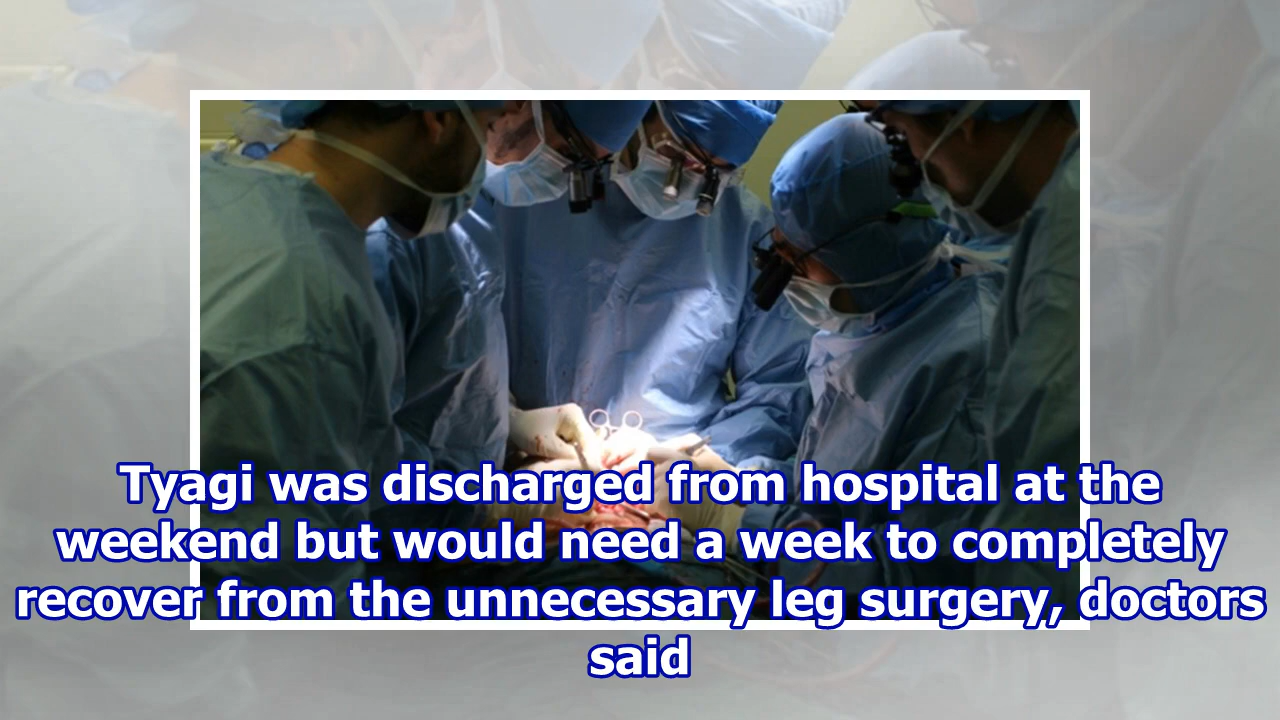 Tyagi was discharged from hospital at the
weekend but would need a week to completely
recover from the unnecessary leg surgery, doctors
said